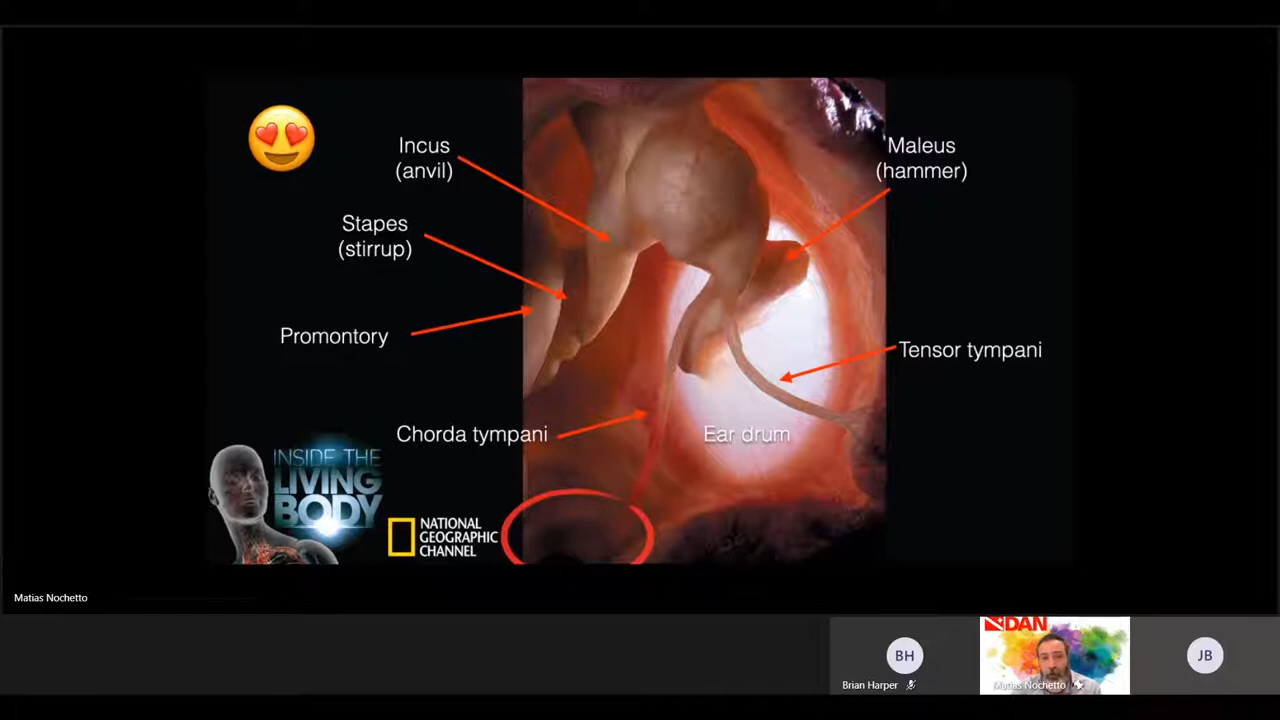 Incus
(anvil)
Maleus
(hammer)
Stapes
(stirrup)
Promontory
Tensor tympani
Chorda tympani
Ear drum
INSIDE THE
LIVING
BODY
NATIONAL
GEOGRAPHIC
CHANNEL
Matias Nochetto
DAN
BH
JB
Brian Harper
Matias Nochetto